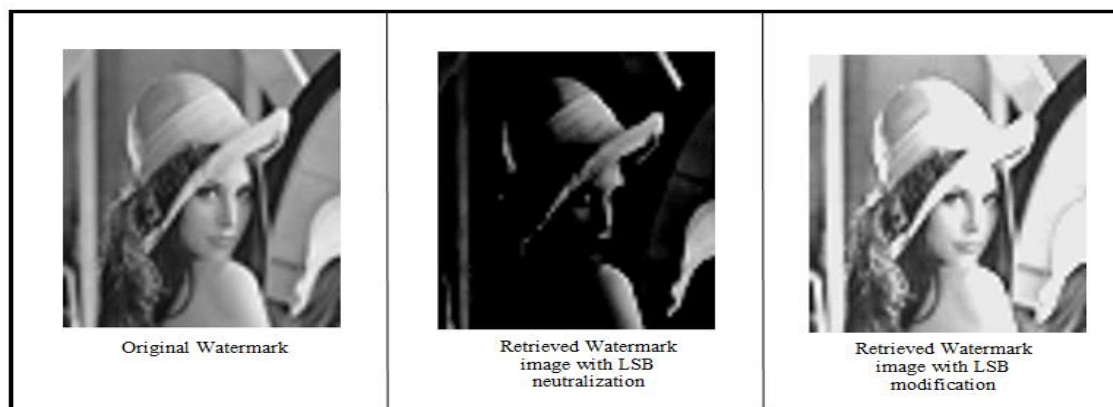 Original Watermark
Retrieved Watermark
image with LSB
neutralization
Retrieved Watermark
image with LSB
modification